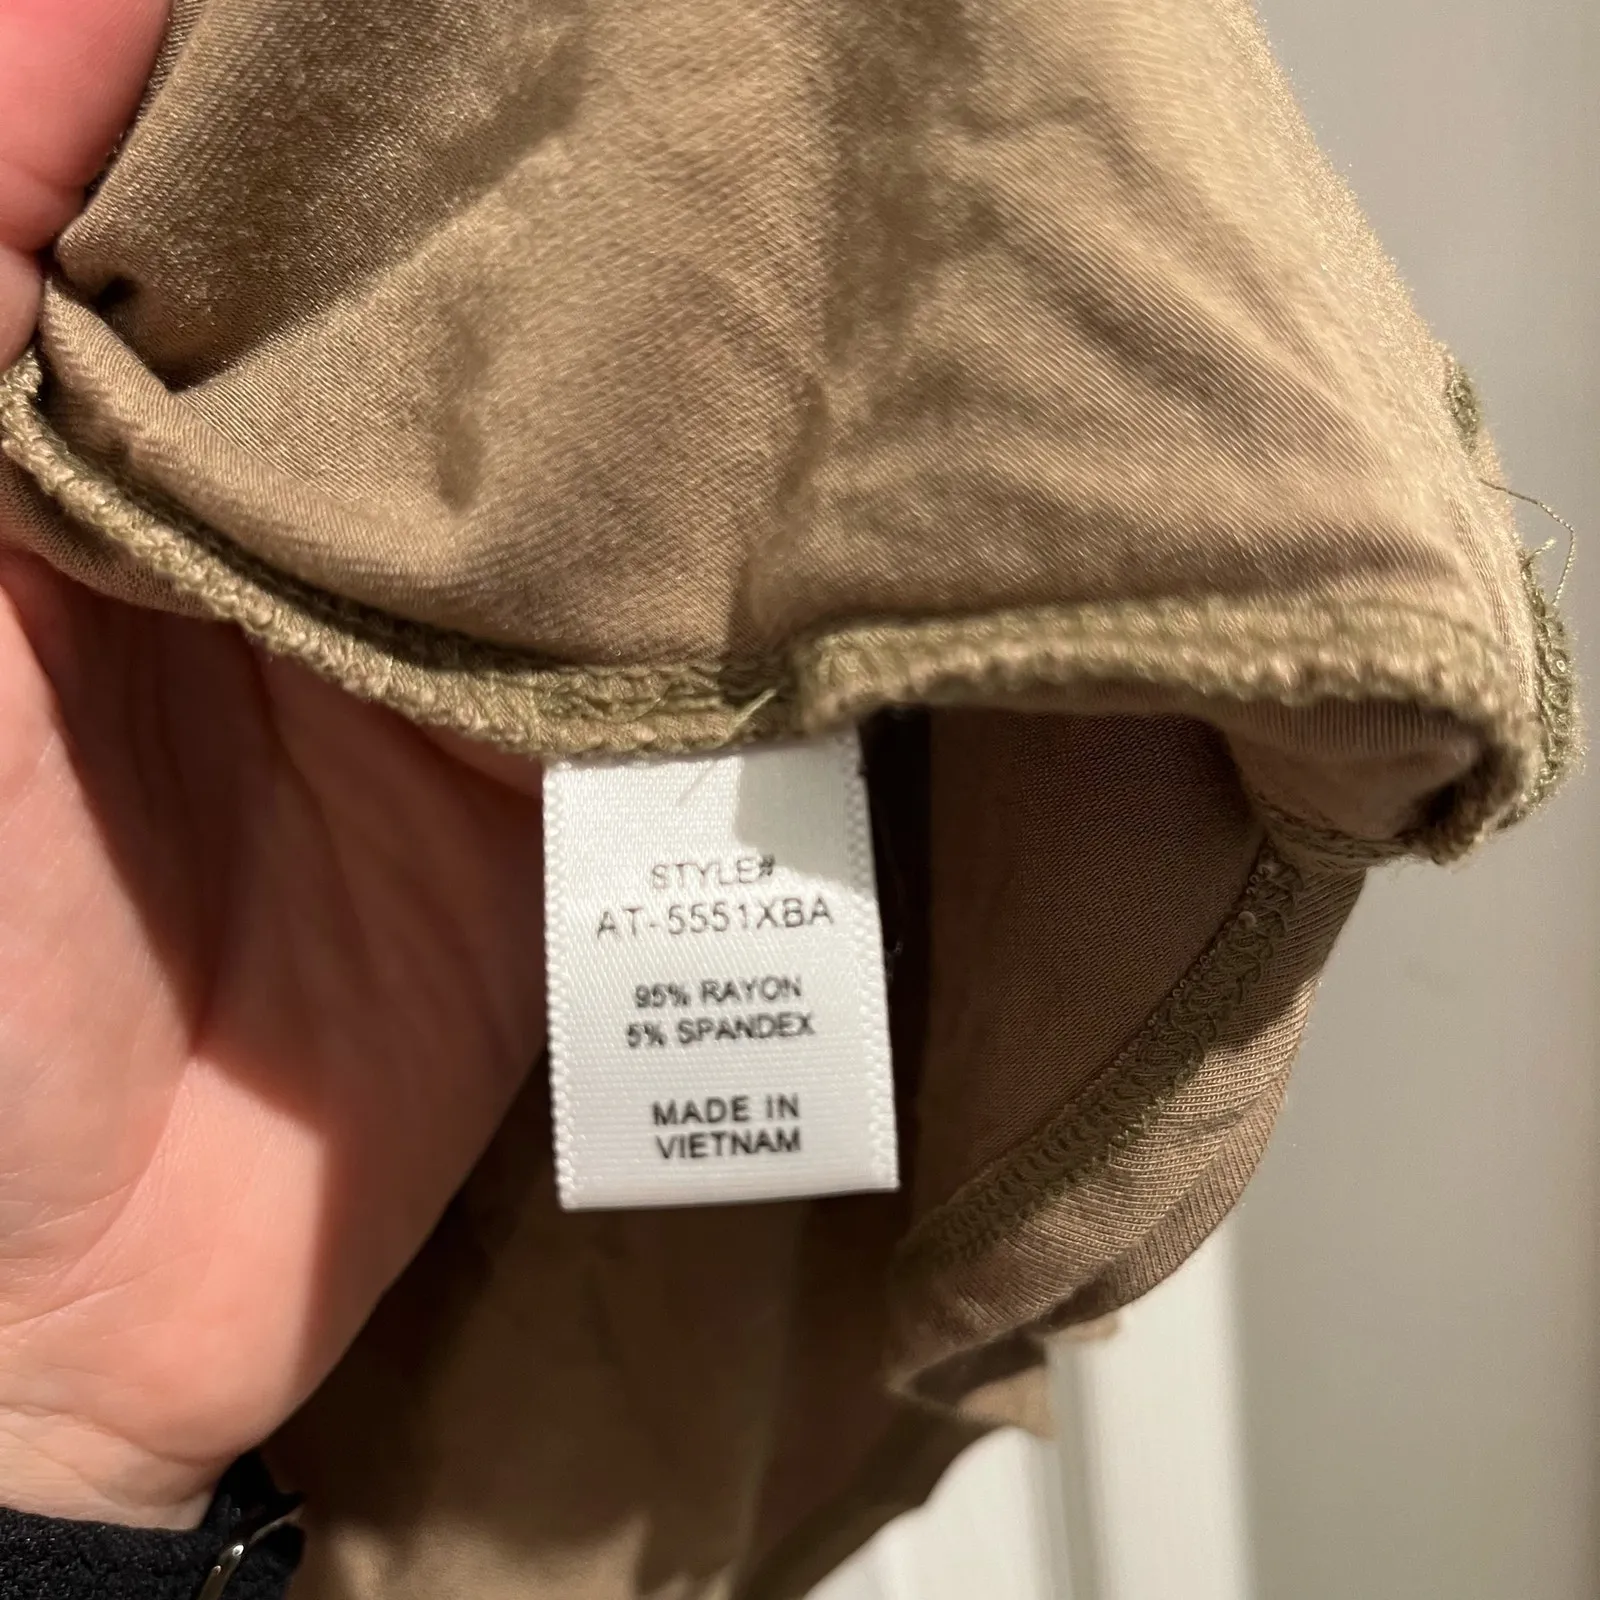 STYLE#
AT-5551XBA
95% RAYON
5% SPANDEX
MADE IN
VIETNAM